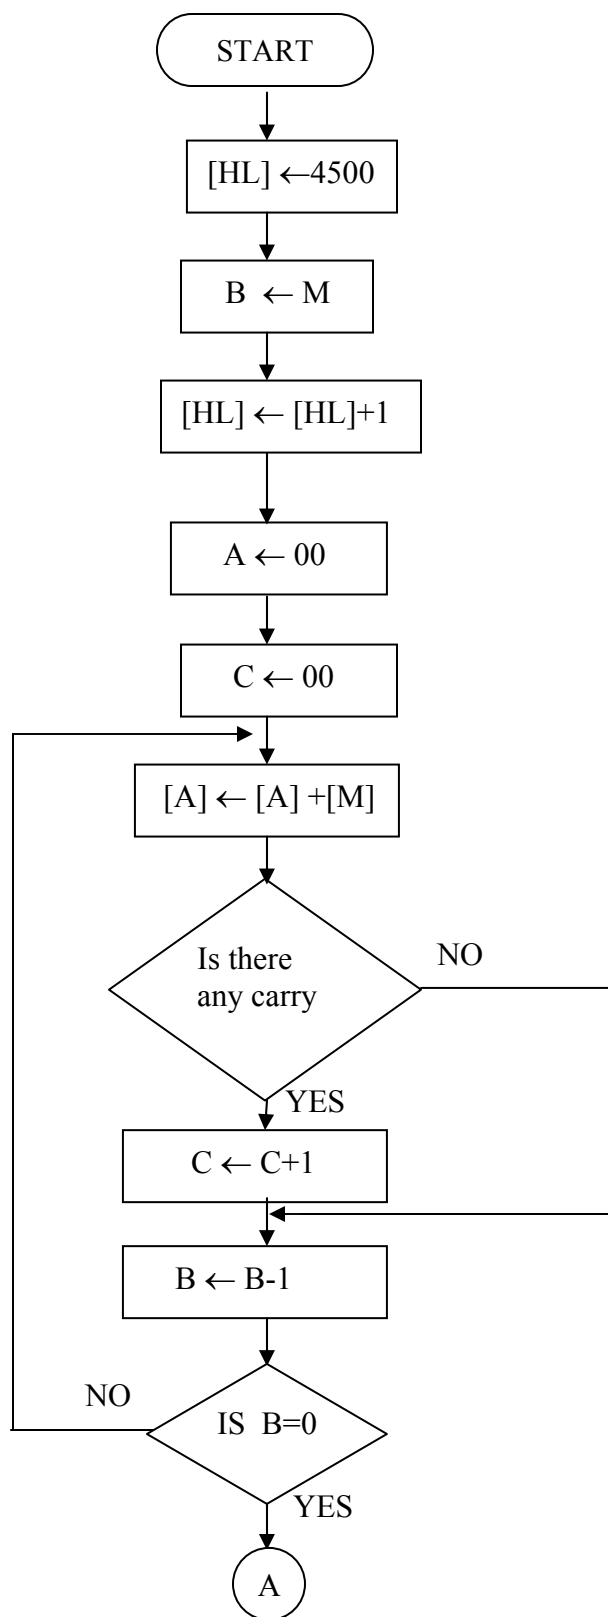 START
[HL] ←4500
B ← M
[HL] ← [HL]+1
A ← 00
C ← 00
[A] ← [A] +[M]
Is there
any carry
NO
YES
C ← C+1
B ← B-1
NO
IS B=0
YES
A